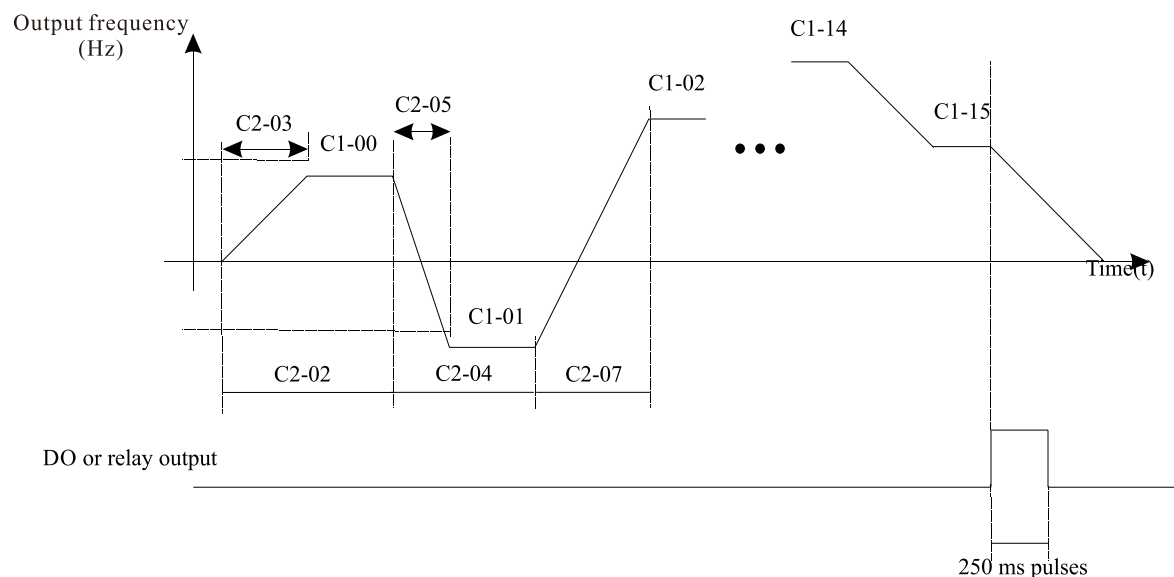 Output frequency
(Hz)
C1-14
C1-02
C2-05
C2-03
C1-15
C1-00
Time(t)
C1-01
C2-02
C2-04
C2-07
DO or relay output
250 ms pulses